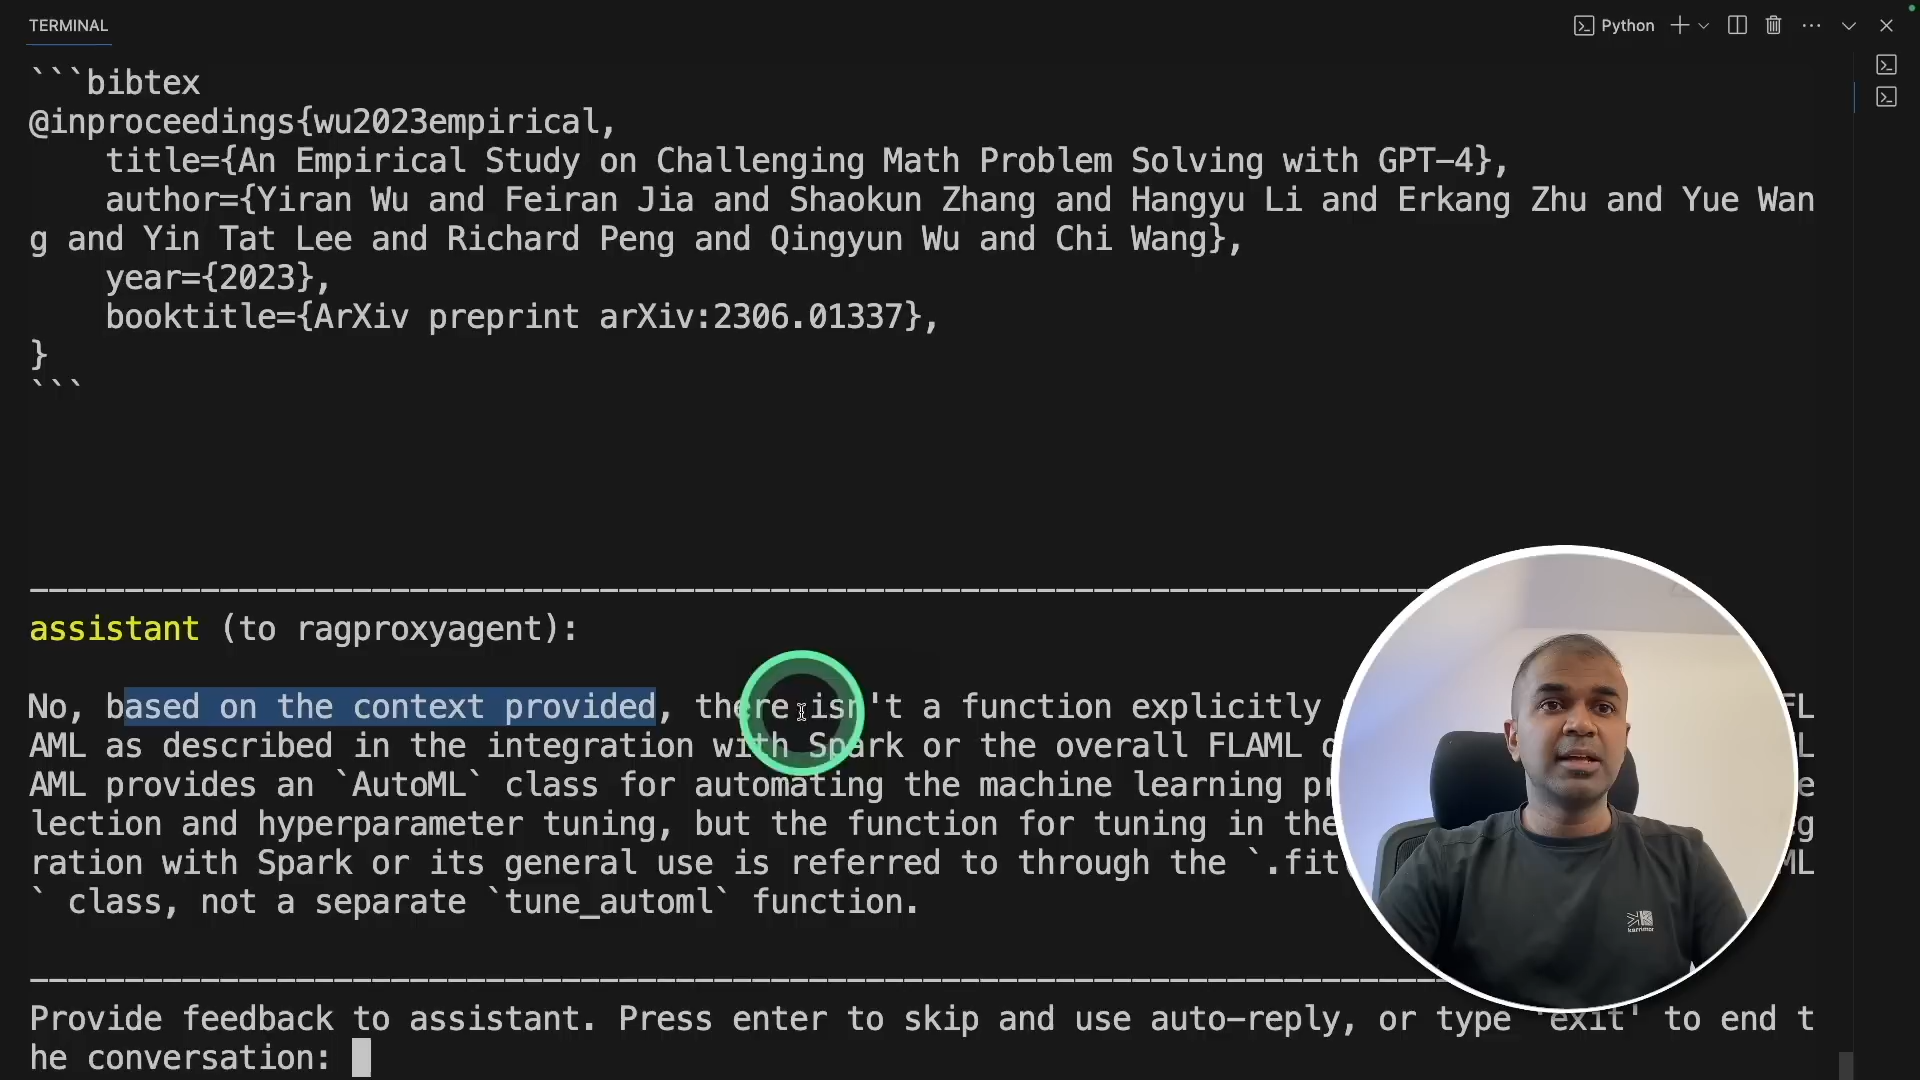 TERMINAL
Python
```bibtex
@inproceedings{wu2023empirical,
title={An Empirical Study on Challenging Math Problem Solving with GPT-4},
author={Yiran Wu and Feiran Jia and Shaokun Zhang and Hangyu Li and Erkang Zhu and Yue Wan
g and Yin Tat Lee and Richard Peng and Qingyun Wu and Chi Wang},
year={2023},
booktitle={ArXiv preprint arXiv:2306.01337},
}
```
assistant (to ragproxyagent):
No, based on the context provided, there isn't a function explicitly FL
AML as described in the integration with Spark or the overall FLAML
AML provides an `AutoML` class for automating the machine learning
lection and hyperparameter tuning, but the function for tuning in the
ration with Spark or its general use is referred to through the `.fit ML
` class, not a separate `tune_automl` function.
Provide feedback to assistant. Press enter to skip and use auto-reply, or type 'exit' to end t
he conversation: